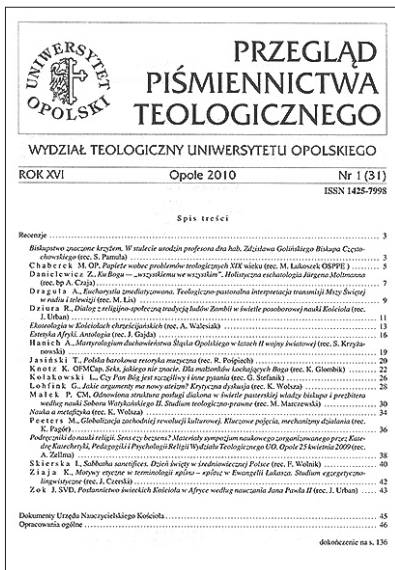 UNIWERSYTET OPOLSKI
PRZEGLĄD
PIŚMIENNICTWA
TEOLOGICZNEGO
WYDZIAŁ TEOLOGICZNY UNIWERSYTETU OPOLSKIEGO
ROK XVI Opole 2010 Nr 1 (31)
ISSN 1425-7998
Spis treści
Recenzje 3
Biskupstwo znaczone krzyżem. W stulecie urodzin profesora dra hab. Zdzisława Golińskiego Biskupa Często-
chowskiego (rec. S. Pamuła) 3
Chaberek M. OP, Papieże wobec problemów teologicznych XIX wieku (rec. M. Łukoszek OSPPE) 5
Danielewicz Z., Ku Bogu — „wszystkiemu we wszystkim”. Holistyczna eschatologia Jürgena Moltmanna
(rec. bp A. Czaja) 7
Draguła A., Eucharystia zmediatyzowana. Teologiczno-pastoralna interpretacja transmisji Mszy Świętej
w radiu i telewizji (rec. M. Lis) 9
Dziura R., Dialog z religijno-społeczną tradycją ludów Zambii w świetle posoborowej nauki Kościoła (rec.
J. Urban) 11
Ekoteologia w Kościołach chrześcijańskich (rec. A. Walesiak) 13
Estetyka Afryki. Antologia (rec. J. Gajda) 16
Hanich A., Martyrologium duchowieństwa Śląska Opolskiego w latach II wojny światowej (rec. S. Krzyża-
nowski) 19
Jasiński T., Polska barokowa retoryka muzyczna (rec. R. Pośpiech) 20
Knotz K. OFMCap, Seks, jakiego nie znacie. Dla małżonków kochających Boga (rec. K. Glombik) 22
Kołakowski L., Czy Pan Bóg jest szczęśliwy i inne pytania (rec. G. Stefanik) 26
Lohfink G., Jakie argumenty ma nowy ateizm? Krytyczna dyskusja (rec. K. Wolsza) 28
Małek P., CM, Odnowiona struktura posługi diakona w świetle pasterskiej władzy biskupa i prezbitera
według nauki Soboru Watykańskiego II. Studium teologiczno-prawne (rec. M. Marczewski) 30
Nauka a metafizyka (rec. K. Wolsza) 34
Peeters M., Globalizacja zachodniej rewolucji kulturowej. Kluczowe pojęcia, mechanizmy działania (rec.
K. Pagór) 36
Podręczniki do nauki religii. Sens czy bezsens? Materiały sympozjum naukowego zorganizowanego przez Kate-
drę Katechetyki, Pedagogiki i Psychologii Religii Wydziału Teologicznego UO. Opole 25 kwietnia 2009 (rec.
A. Zellma) 38
Skierska I., Sabbatha sanctifices. Dzień święty w średniowiecznej Polsce (rec. F. Wolnik) 40
Ziaja K., Motywy etyczne w terminologii
lingwistyczne (rec. J. Czerski) 42
Zok J. SVD, Posłannictwo świeckich Kościoła w Afryce według nauczania Jana Pawła II (rec. J. Urban) 43
Dokumenty Urzędu Nauczycielskiego Kościoła 45
Opracowania ogólne 46
dokończenie na s. 136